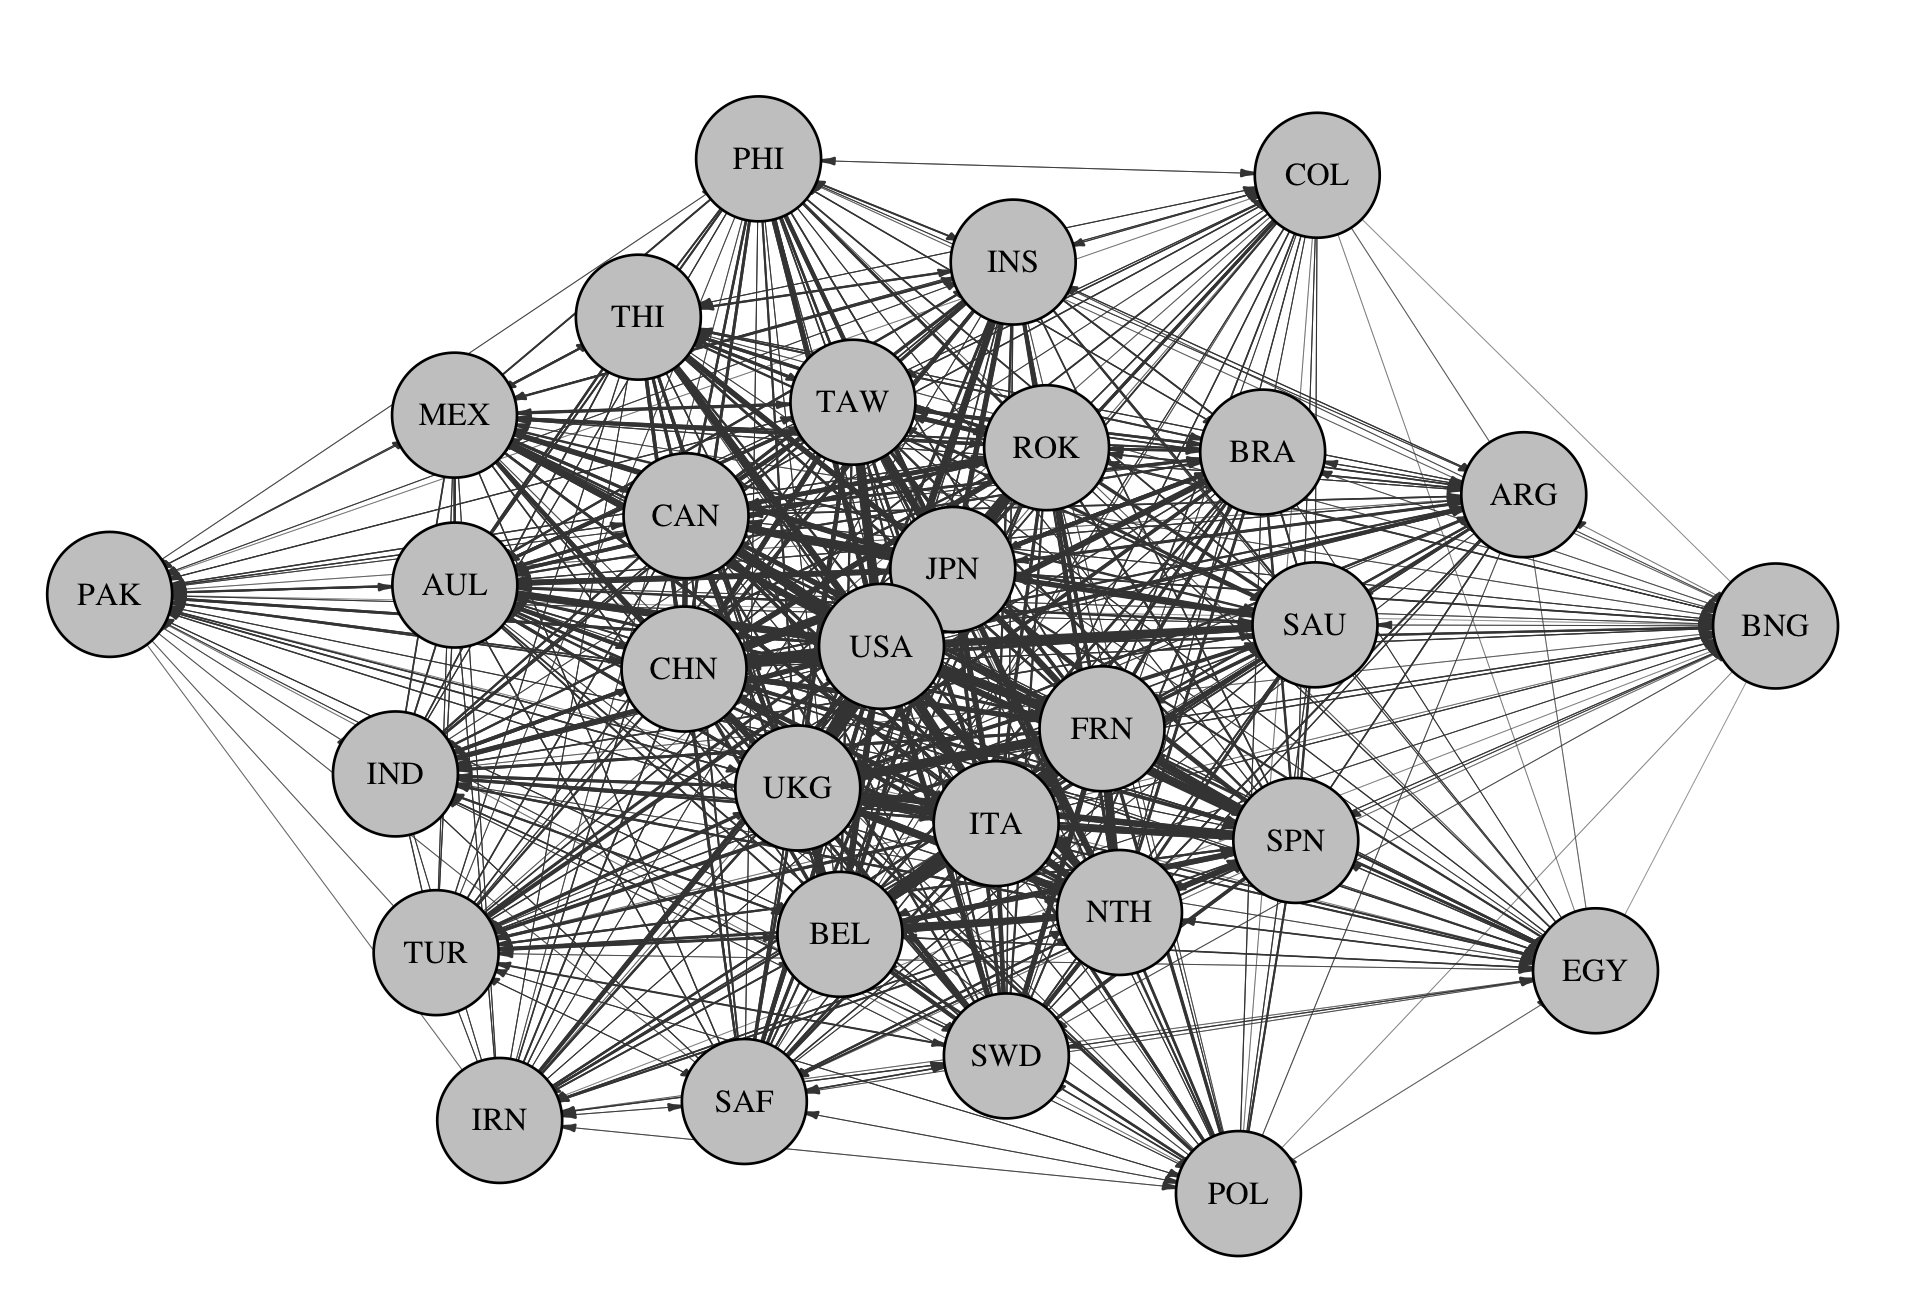 PHI
COL
INS
THI
TAW
MEX
ROK
BRA
ARG
CAN
JPN
AUL
PAK
SAU
BNG
USA
CHN
FRN
IND
UKG
ITA
SPN
NTH
BEL
TUR
EGY
SWD
SAF
IRN
POL